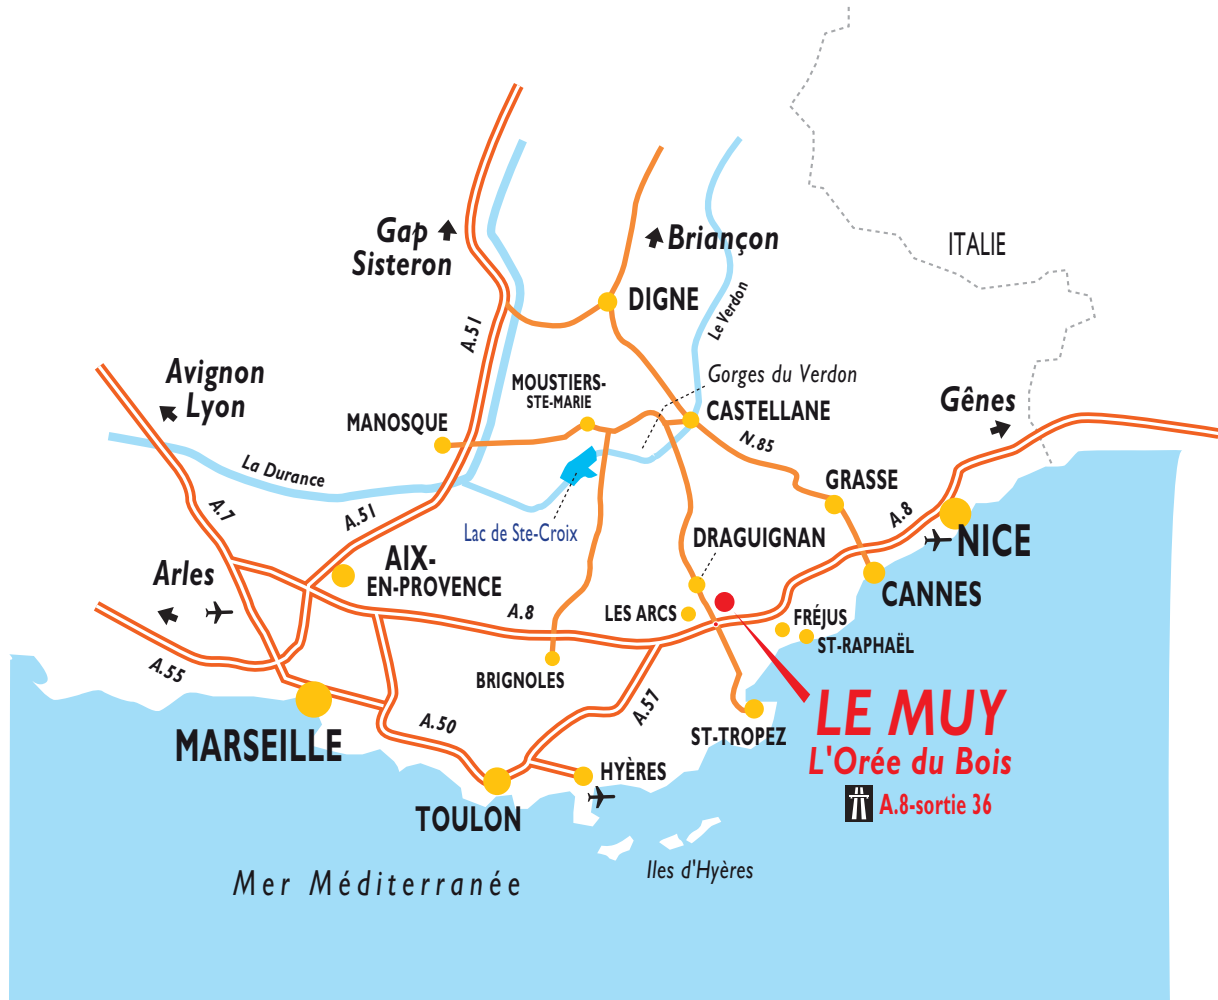 Gap
Sisteron
Briançon
ITALIE
DIGNE
Le Verdon
A.51
Avignon
Lyon
MOUSTIERS-
STE-MARIE
Gorges du Verdon
MANOSQUE
CASTELLANE
Gênes
N.85
La Durance
GRASSE
A.7
A.51
A.8
Lac de Ste-Croix
DRAGUIGNAN
NICE
AIX-
EN-PROVENCE
Arles
CANNES
A.8
LES ARCS
FRÉJUS
ST-RAPHAËL
A.55
BRIGNOLES
A.57
A.50
MARSEILLE
ST-TROPEZ
LE MUY
L'Orée du Bois
A.8-sortie 36
HYÈRES
TOULON
Iles d'Hyères
Mer Méditerranée